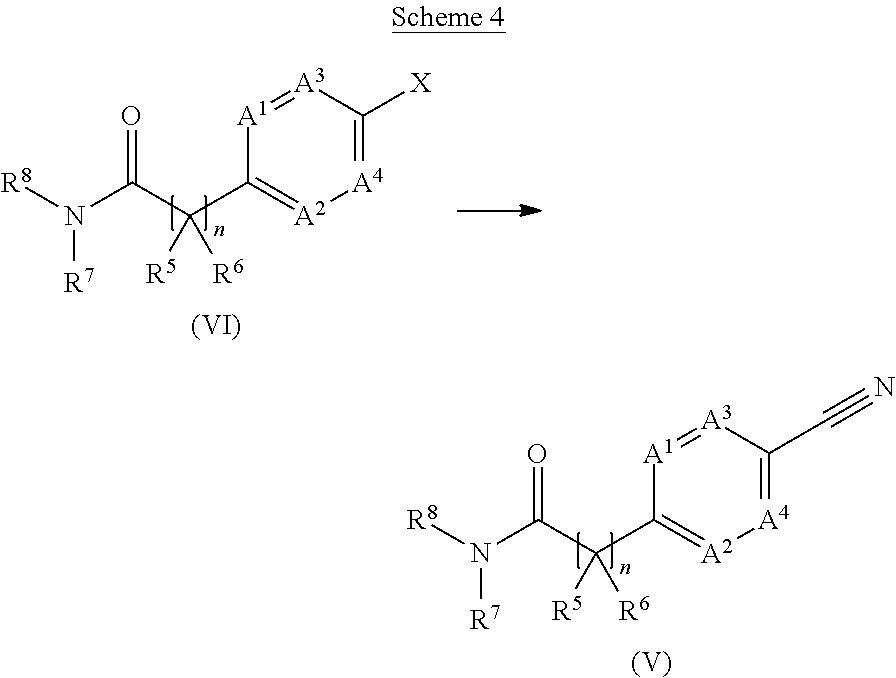 Scheme 4
A³ X
O A¹
R⁸ A⁴
N n A²
R⁷ R⁵ R⁶
(VI)
N
A³
O A¹
R⁸ A⁴
N n A²
R⁷ R⁵ R⁶
(V)